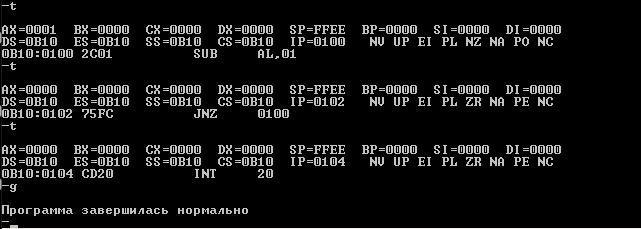 -t
AX=0001 BX=0000 CX=0000 DX=0000 SP=FFEE BP=0000 SI=0000 DI=0000
DS=0B10 ES=0B10 SS=0B10 CS=0B10 IP=0100 NV UP EI PL NZ NA PO NC
0B10:0100 2C01 SUB AL,01
-t
AX=0000 BX=0000 CX=0000 DX=0000 SP=FFEE BP=0000 SI=0000 DI=0000
DS=0B10 ES=0B10 SS=0B10 CS=0B10 IP=0102 NV UP EI PL ZR NA PE NC
0B10:0102 75FC JNZ 0100
-t
AX=0000 BX=0000 CX=0000 DX=0000 SP=FFEE BP=0000 SI=0000 DI=0000
DS=0B10 ES=0B10 SS=0B10 CS=0B10 IP=0104 NV UP EI PL ZR NA PE NC
0B10:0104 CD20 INT 20
-g
Программа завершилась нормально
-